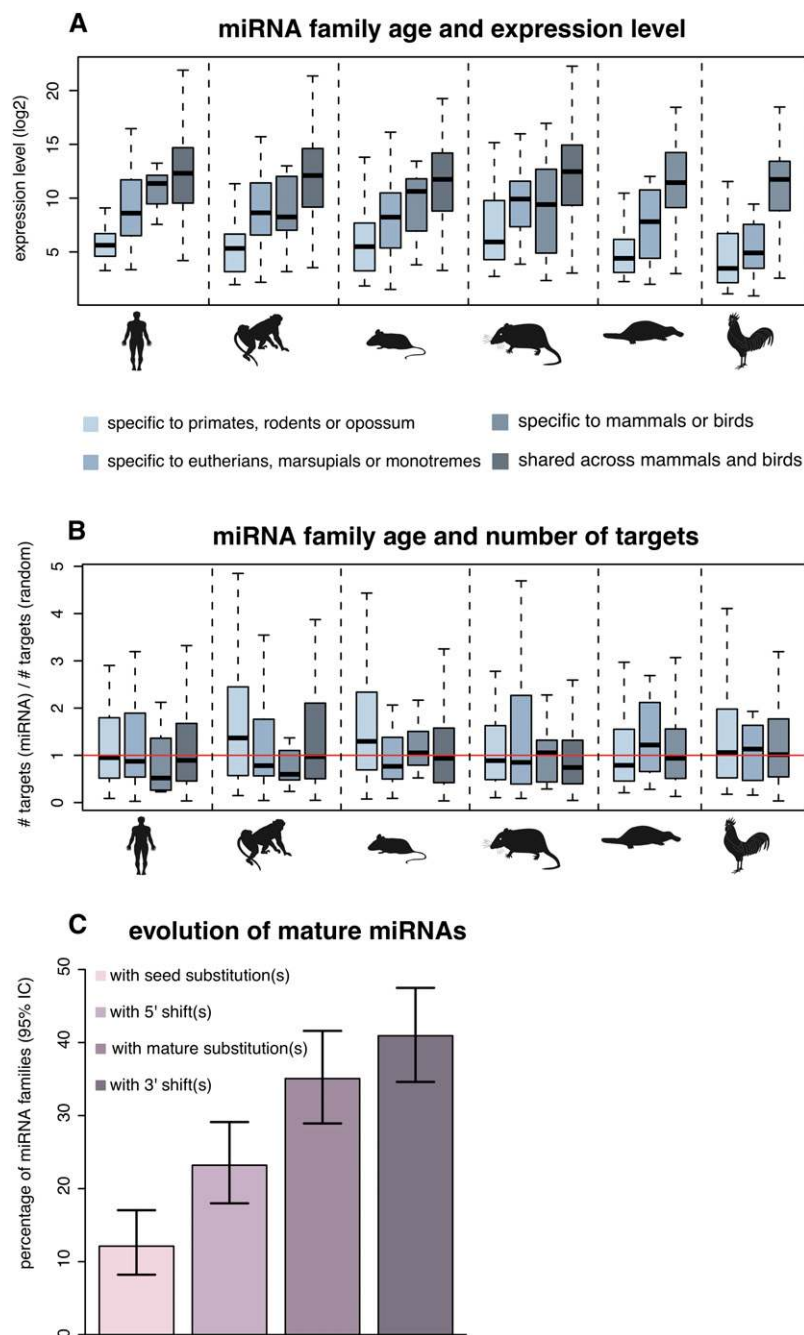 A miRNA family age and expression level
expression level (log2)
20
15
10
5
specific to primates, rodents or opossum
specific to mammals or birds
specific to eutherians, marsupials or monotremes
shared across mammals and birds
B miRNA family age and number of targets
# targets (miRNA) / # targets (random)
5
4
3
2
1
0
C evolution of mature miRNAs
percentage of miRNA families (95% IC)
50
40
30
20
10
0
with seed substitution(s)
with 5' shift(s)
with mature substitution(s)
with 3' shift(s)